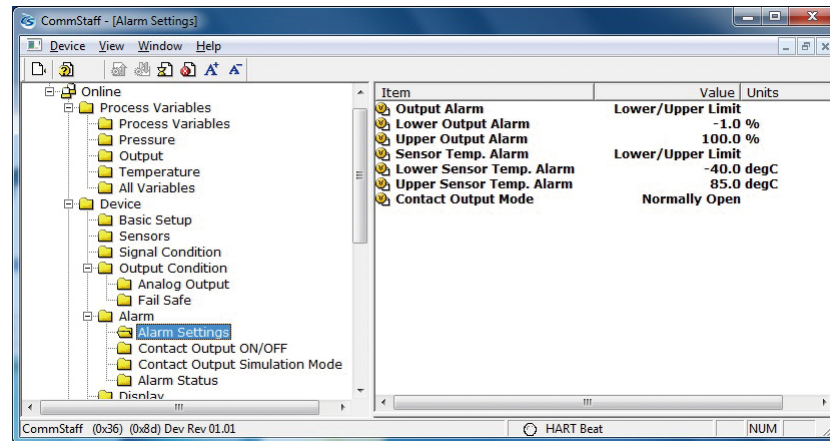 CommStaff - [Alarm Settings]
Device View Window Help
A+ A-
Online
Process Variables
Process Variables
Pressure
Output
Temperature
All Variables
Device
Basic Setup
Sensors
Signal Condition
Output Condition
Analog Output
Fail Safe
Alarm
Alarm Settings
Contact Output ON/OFF
Contact Output Simulation Mode
Alarm Status
Display
Item Value Units
Output Alarm Lower/Upper Limit
Lower Output Alarm -1.0 %
Upper Output Alarm 100.0 %
Sensor Temp. Alarm Lower/Upper Limit
Lower Sensor Temp. Alarm -40.0 degC
Upper Sensor Temp. Alarm 85.0 degC
Contact Output Mode Normally Open
CommStaff (0x36) (0x8d) Dev Rev 01.01 HART Beat NUM